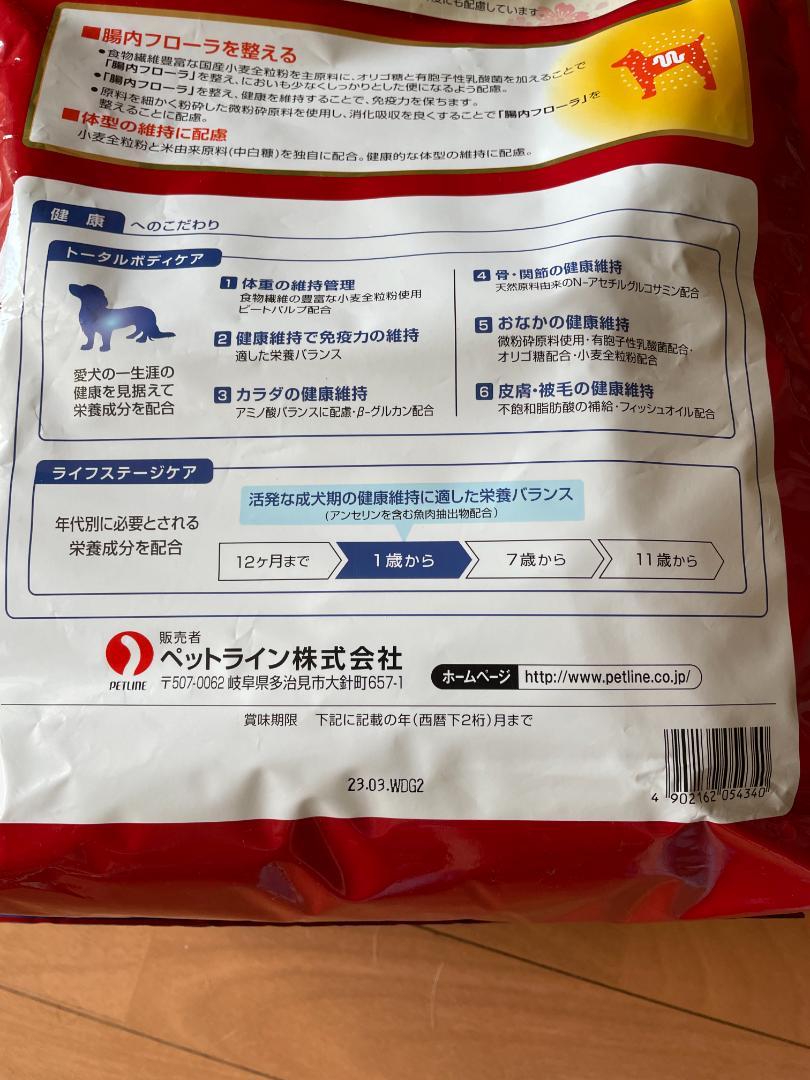 度にも配慮しています
■腸内フローラを整える
●食物繊維豊富な国産小麦全粒粉を主原料に、オリゴ糖と有胞子性乳酸菌を加えることで
「腸内フローラ」を整え、においも少なくしっかりとした便になるよう配慮。
●「腸内フローラ」を整え、健康を維持することで、免疫力を保ちます。
●原料を細かく粉砕した微粉砕原料を使用し、消化吸収を良くすることで「腸内フローラ」を
整えることに配慮。
■体型の維持に配慮
小麦全粒粉と米由来原料(中白糠)を独自に配合。健康的な体型の維持に配慮。
健康 へのこだわり
トータルボディケア
愛犬の一生涯の
健康を見据えて
栄養成分を配合
1 体重の維持管理
食物繊維の豊富な小麦全粒粉使用
ビートパルプ配合
2 健康維持で免疫力の維持
適した栄養バランス
3 カラダの健康維持
アミノ酸バランスに配慮・β-グルカン配合
4 骨・関節の健康維持
天然原料由来のN-アセチルグルコサミン配合
5 おなかの健康維持
微粉砕原料使用・有胞子性乳酸菌配合・
オリゴ糖配合・小麦全粒粉配合
6 皮膚・被毛の健康維持
不飽和脂肪酸の補給・フィッシュオイル配合
ライフステージケア
年代別に必要とされる
栄養成分を配合
活発な成犬期の健康維持に適した栄養バランス
(アンセリンを含む魚肉抽出物配合)
12ヶ月まで 1歳から 7歳から 11歳から
PETLINE
販売者
ペットライン株式会社
〒507-0062 岐阜県多治見市大針町657-1
ホームページ http://www.petline.co.jp/
賞味期限 下記に記載の年(西暦下2桁)月まで
23.03.WDG2
4 902162 054340